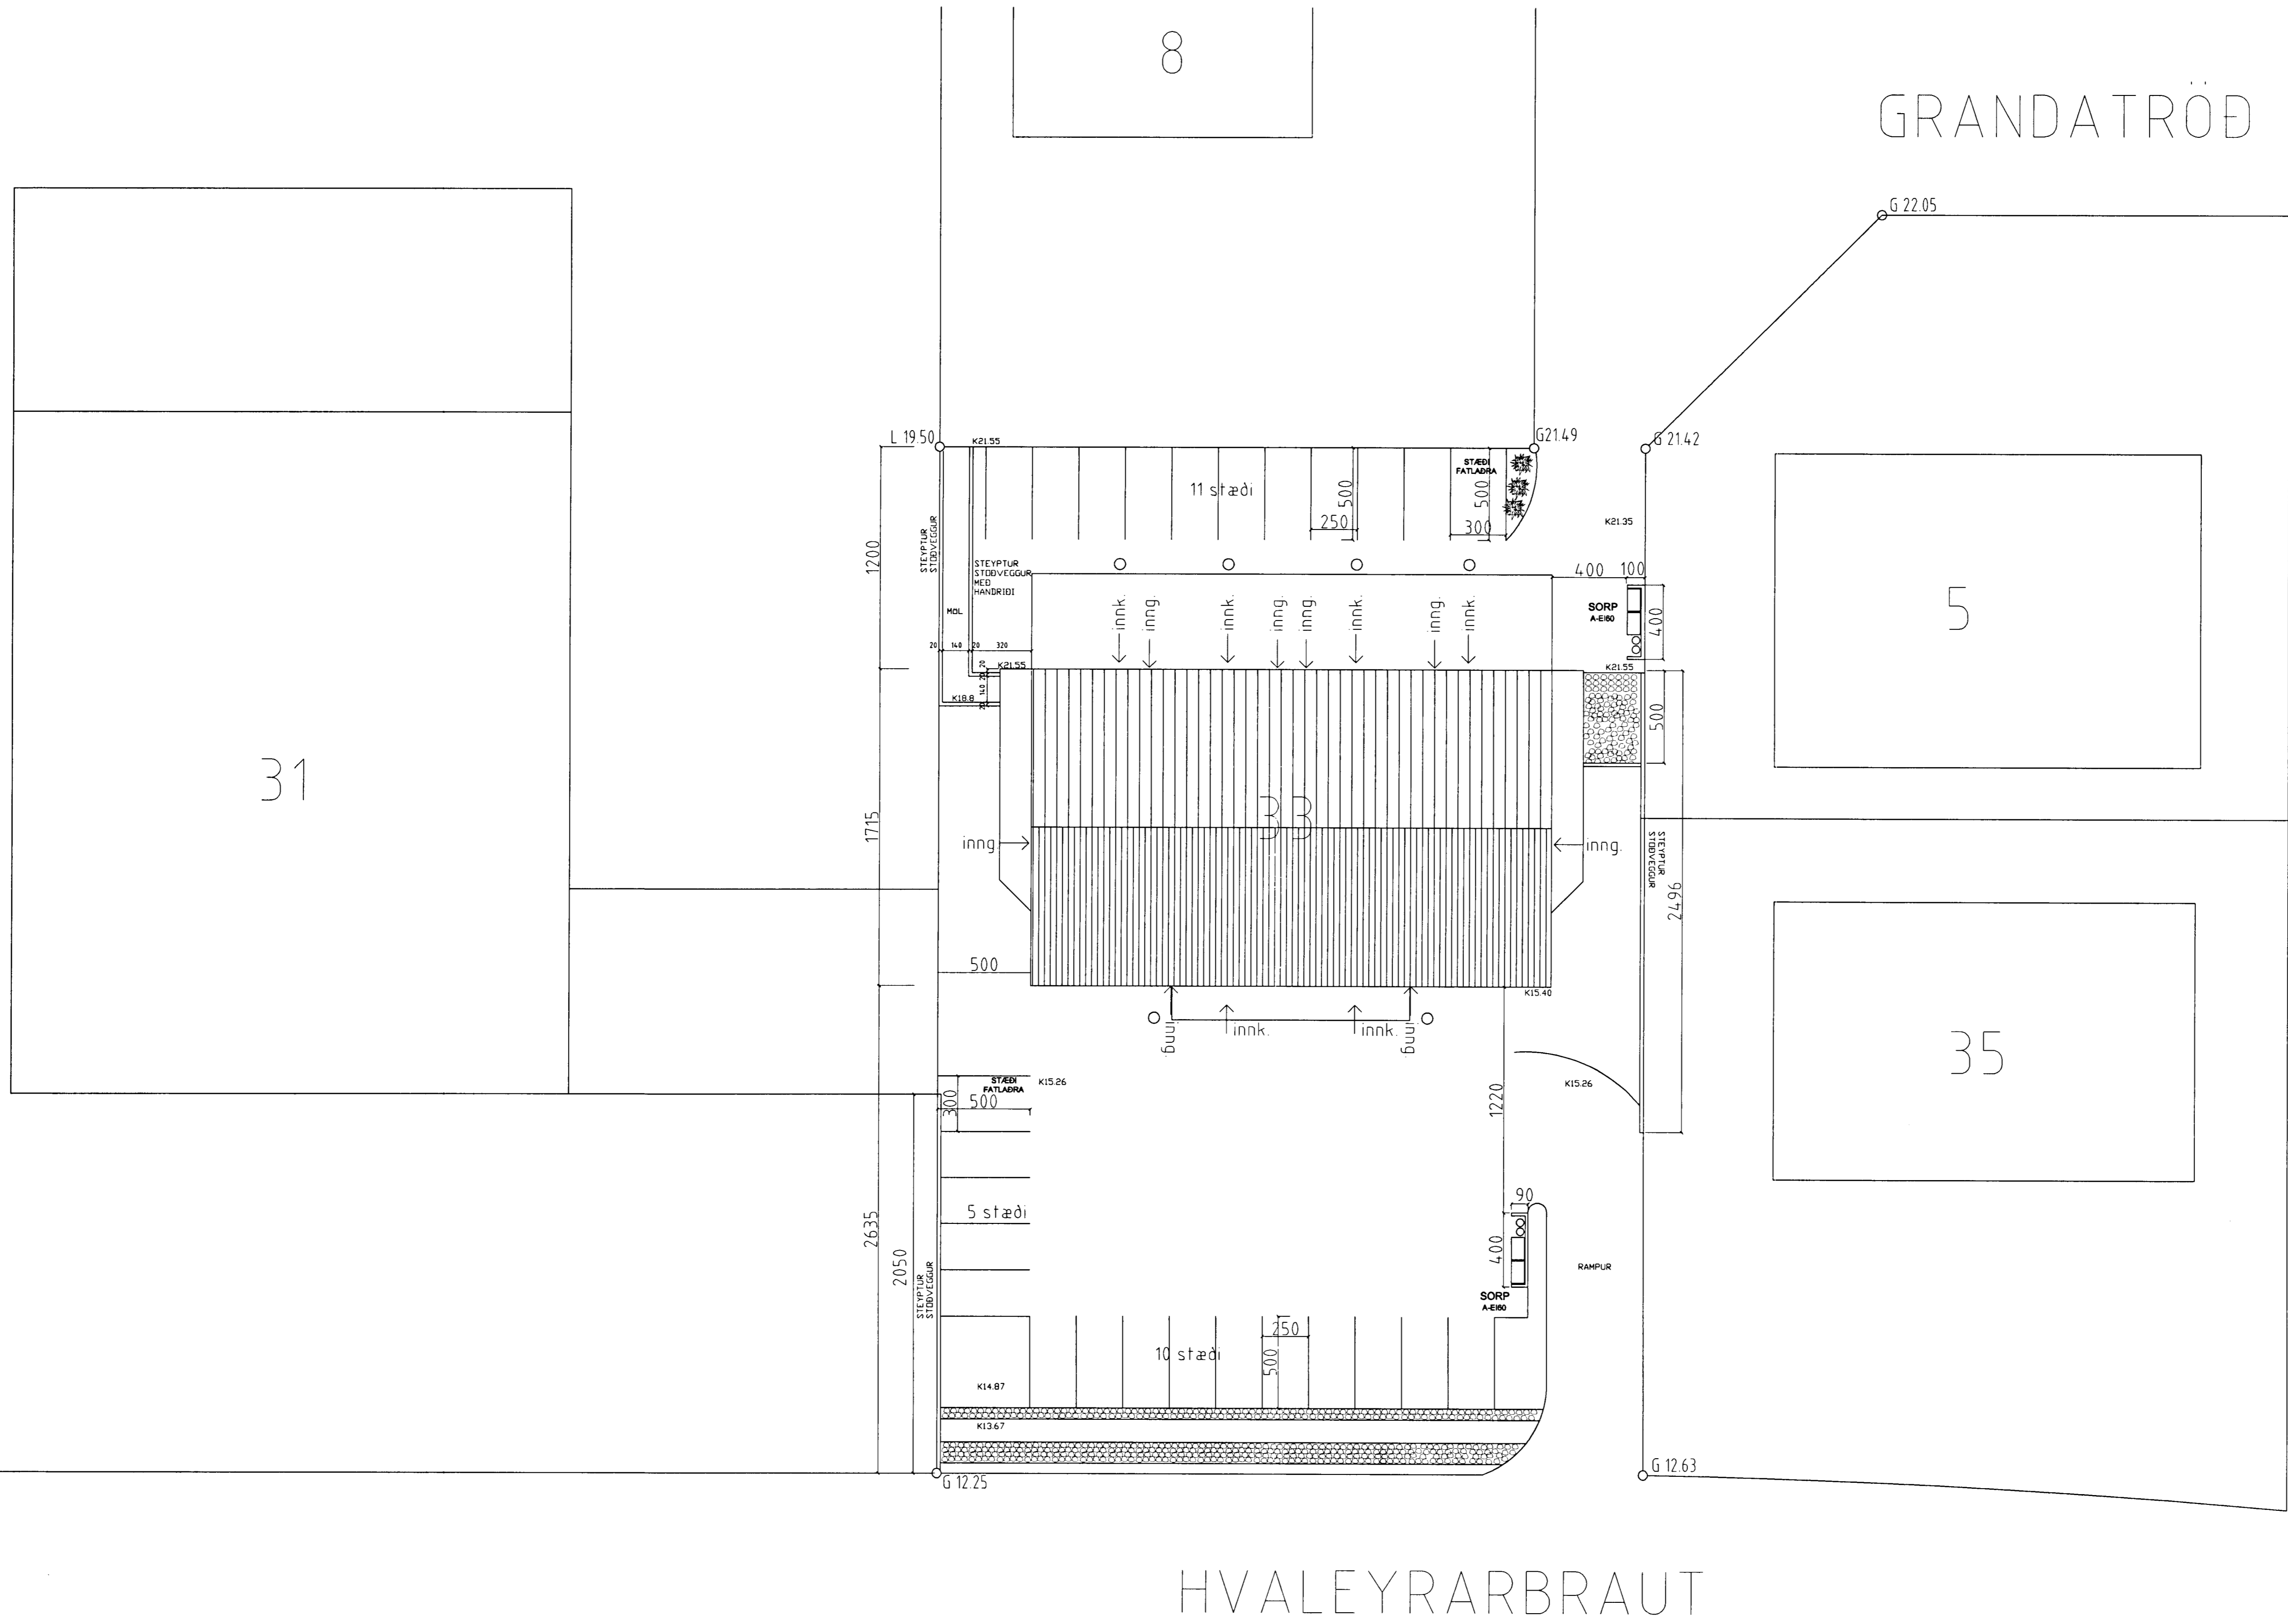 8
GRANDATRÖÐ
G 22.05
L 19.50
K21.55
G21.49
G 21.42
STÆÐI
FATLAÐRA
11 stæði
500
500
250
300
K21.35
1200
STEYPTUR
STOÐVEGGUR
STEYPTUR
STOÐVEGGUR
MEÐ
HANDRIÐI
MÖL
400
100
SORP
A-EI60
400
5
innk.
inng.
innk.
inng.
inng.
innk.
inng.
innk.
20
140
20
320
K21.55
20
140
20
K18.8
K21.55
500
31
33
1715
inng.
inng.
STEYPTUR
STOÐVEGGUR
2496
500
K15.40
inng.
innk.
innk.
inng.
35
STÆÐI
FATLAÐRA
K15.26
300
500
K15.26
1220
90
5 stæði
2635
2050
STEYPTUR
STOÐVEGGUR
400
RAMPUR
SORP
A-EI60
250
10 stæði
500
K14.87
K13.67
G 12.25
G 12.63
HVALEYRARBRAUT